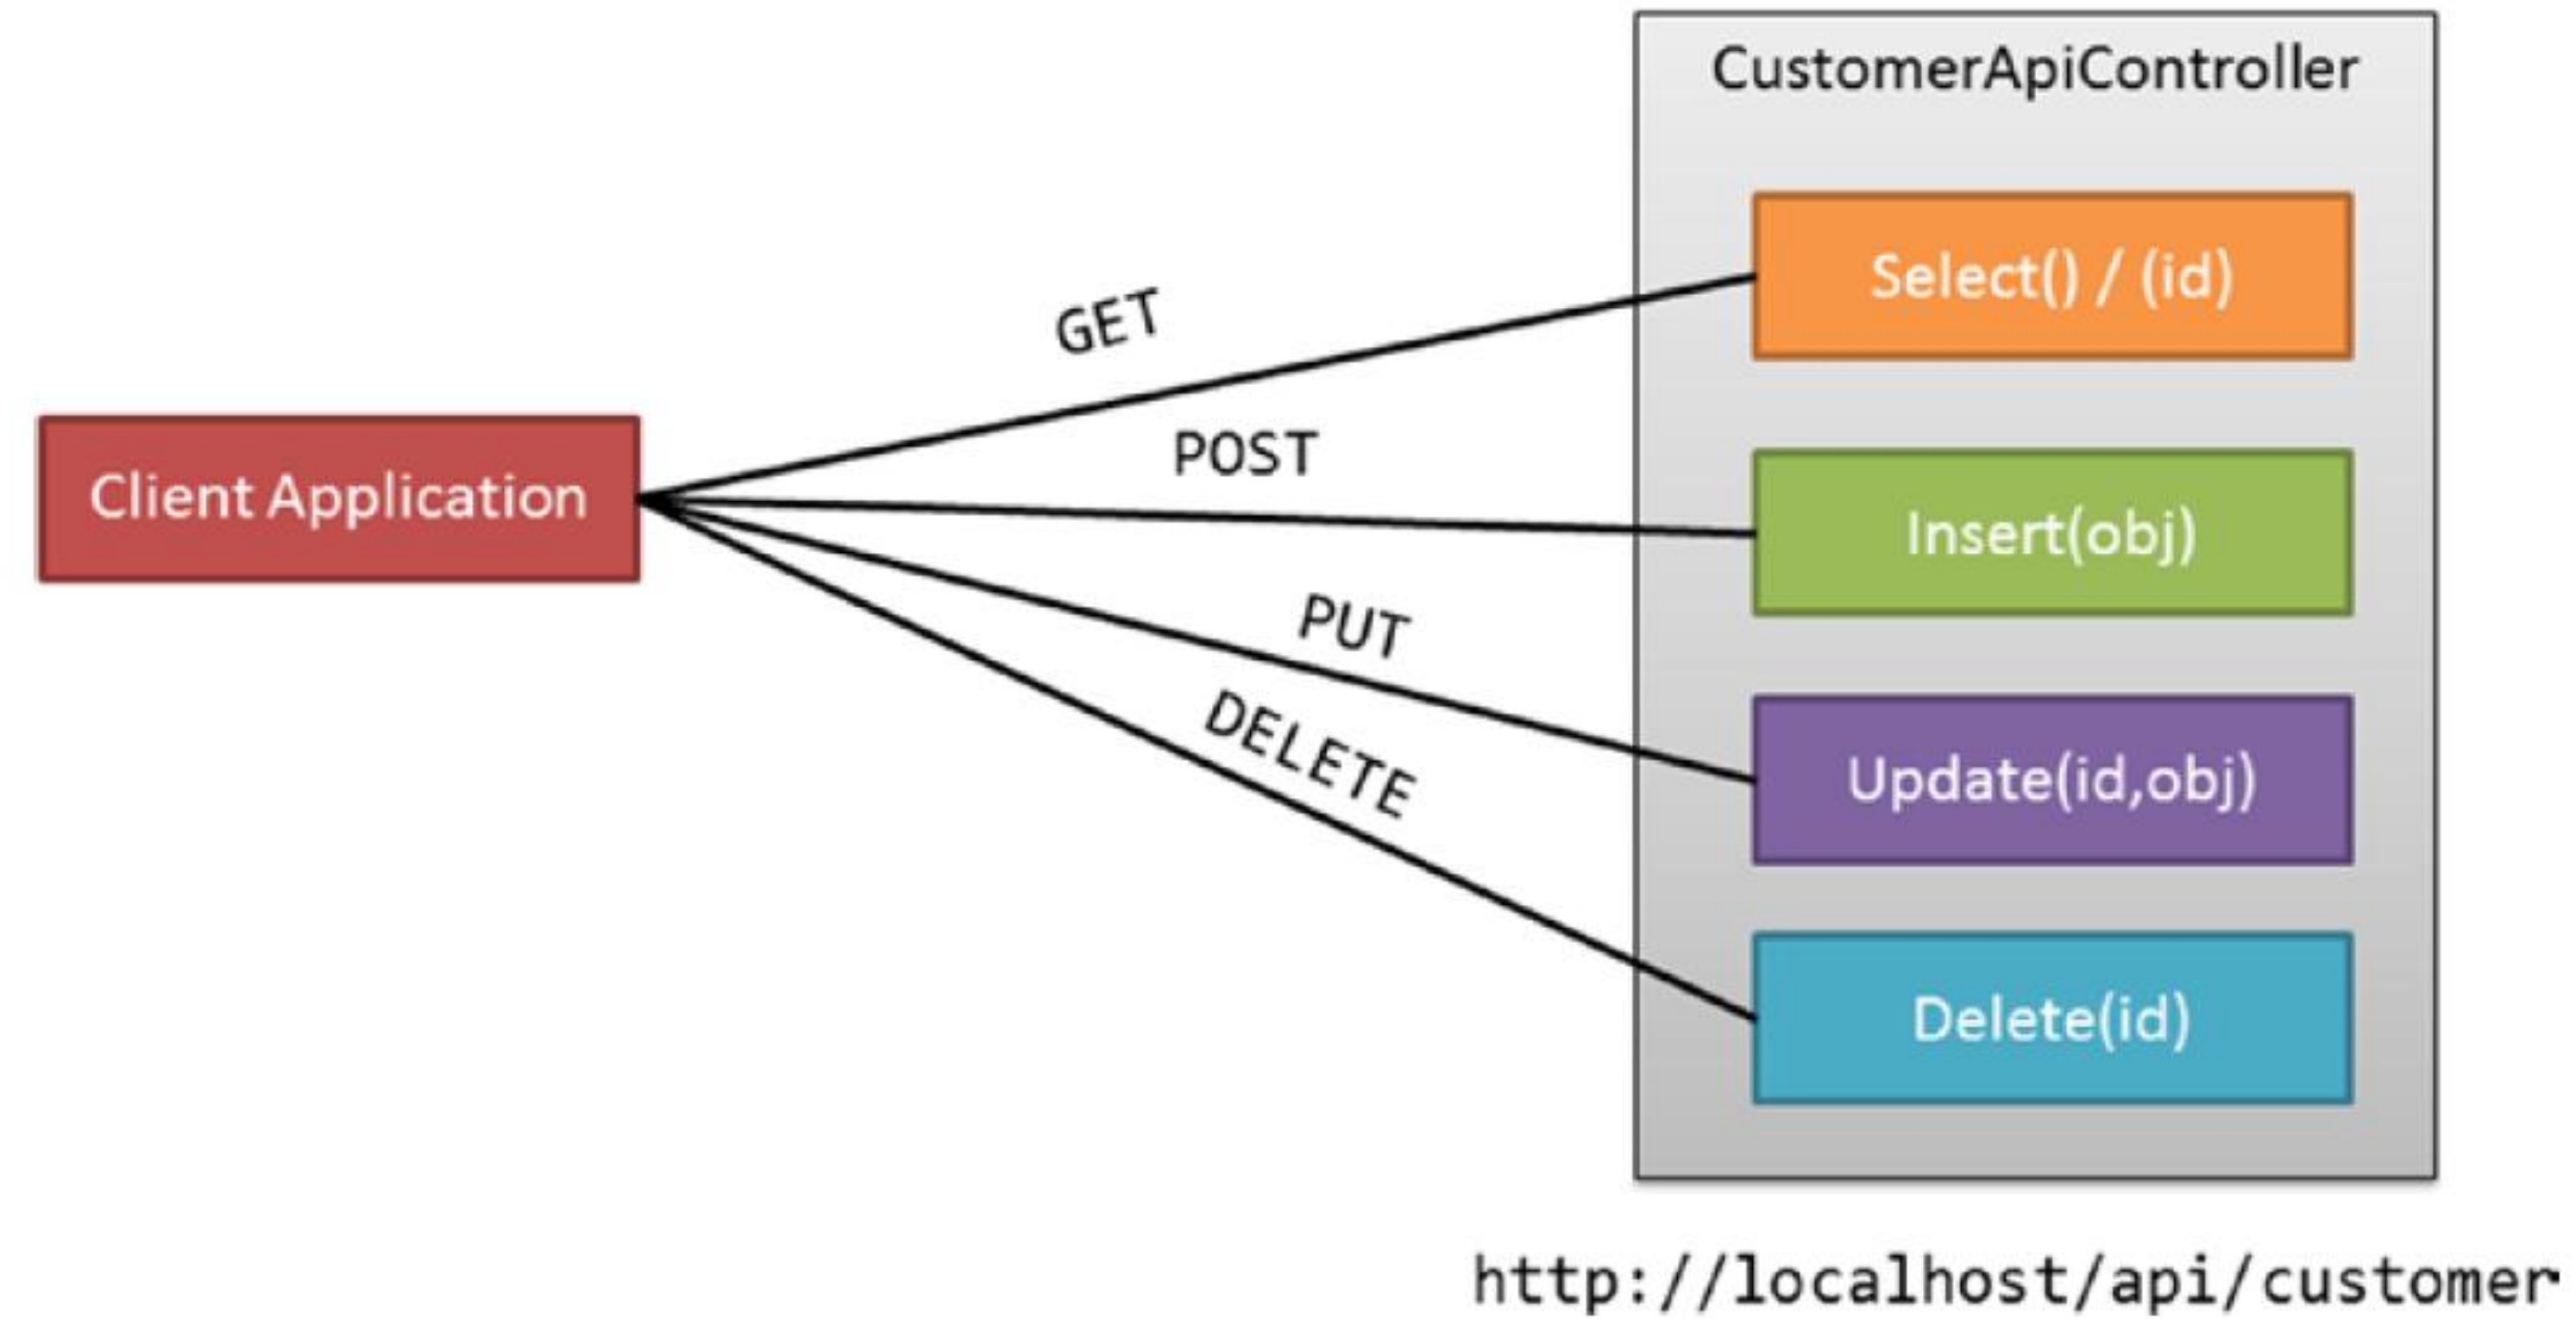 CustomerApiController
Select() / (id)
GET
POST
Client Application
Insert(obj)
PUT
DELETE
Update(id,obj)
Delete(id)
http://localhost/api/customer